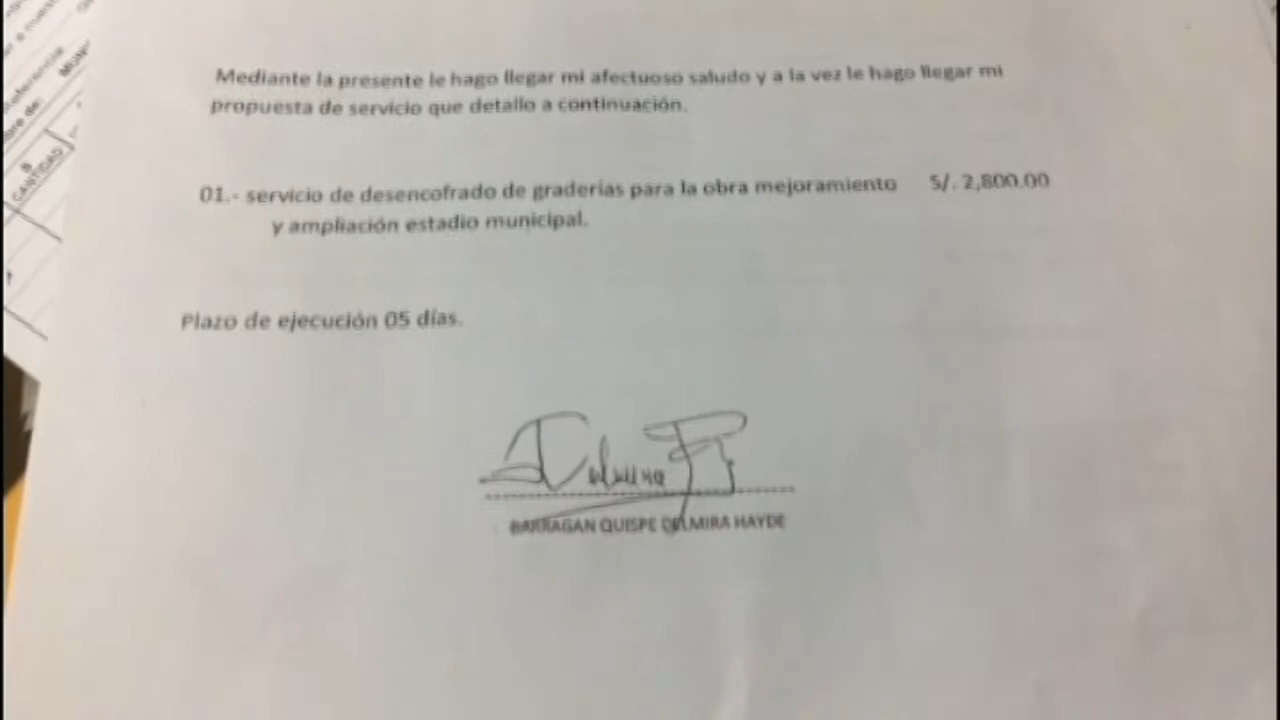 Mediante la presente le hago llegar mi afectuoso saludo y a la vez le hago llegar mi
propuesta de servicio que detallo a continuación.
01.- servicio de desencofrado de graderías para la obra mejoramiento S/. 2,800.00
y ampliación estadio municipal.
Plazo de ejecución 05 días.
BARRAGAN QUISPE DELMIRA HAYDE
CANTIDAD